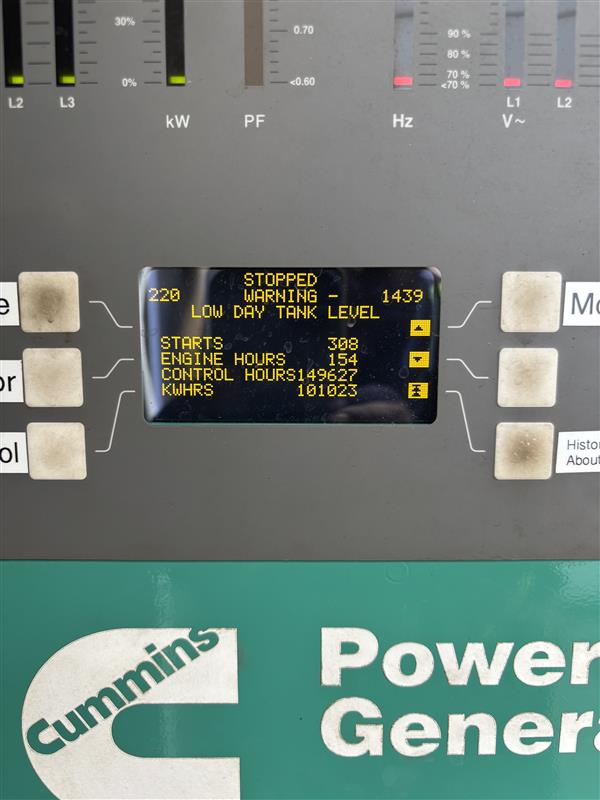 30%
0.70
90 %
80 %
0%
<0.60
70 %
<70 %
L2 L3
L1 L2
kW PF Hz V~
STOPPED
220 WARNING - 1439
LOW DAY TANK LEVEL
STARTS 308
ENGINE HOURS 154
CONTROL HOURS149627
KWHRS 101023
e
Mo
or
ol
Histo
About
Cummins
Power
Genera